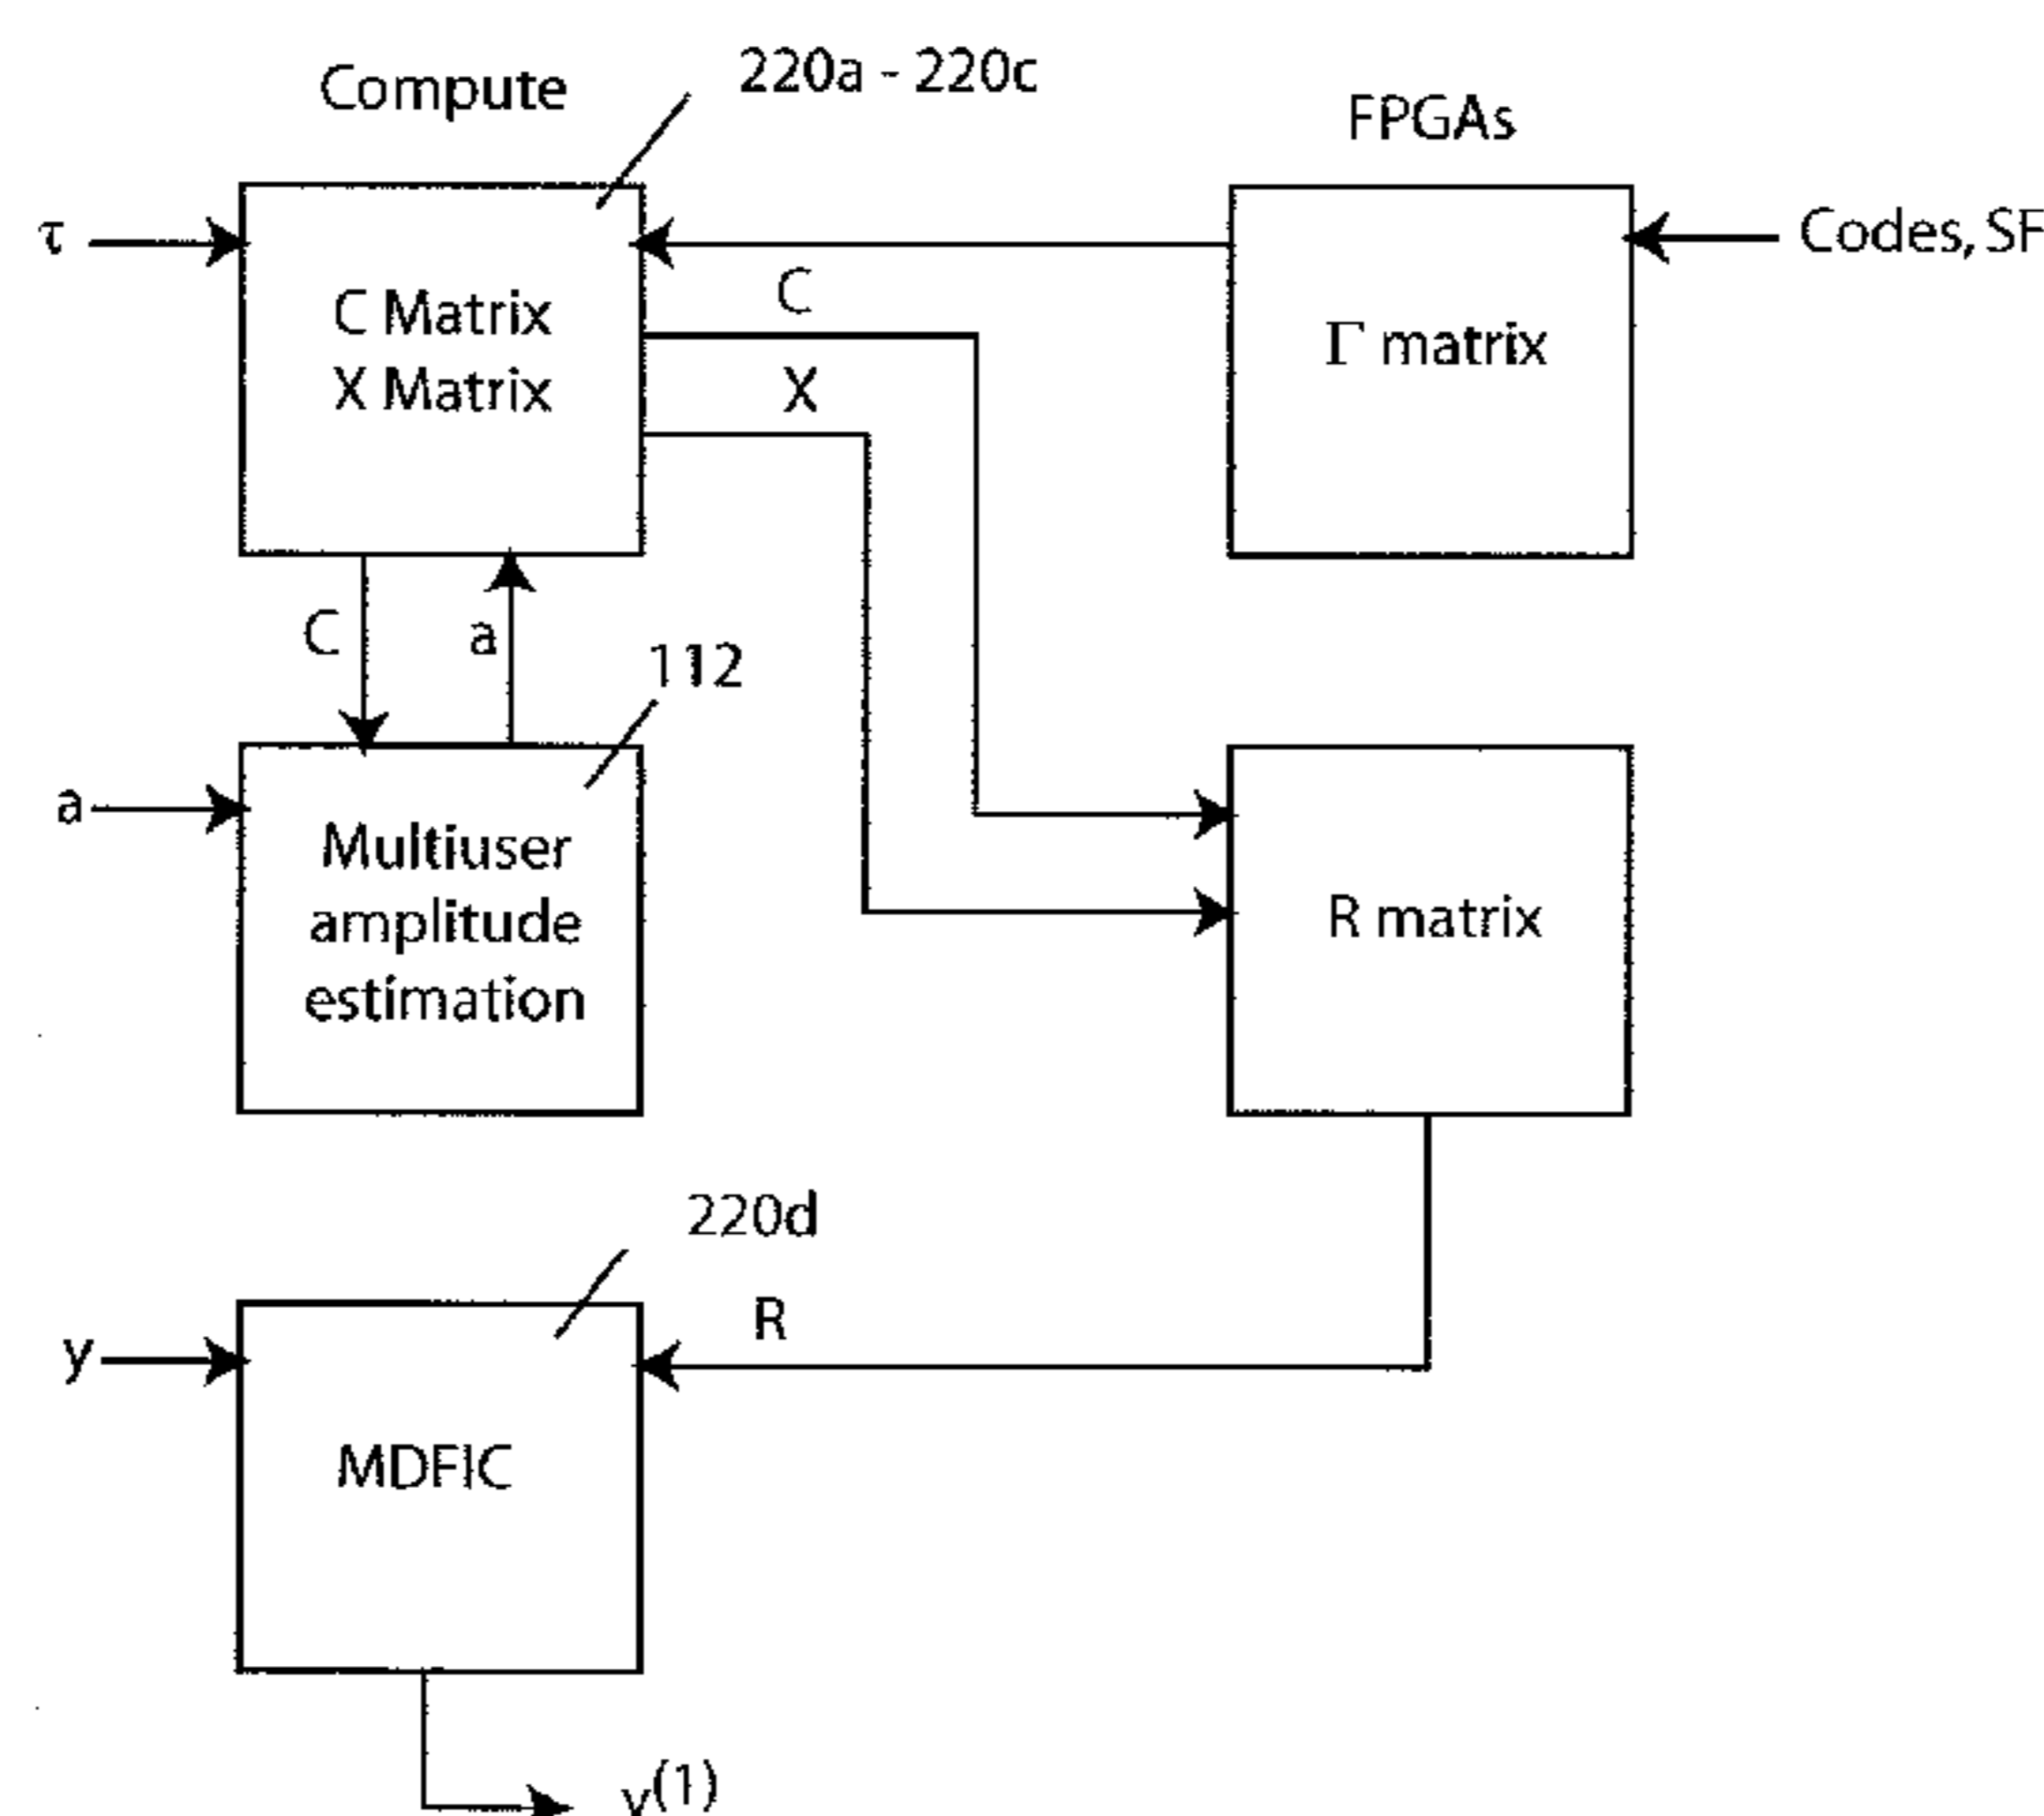 Compute
220a - 220c
FPGAs
τ
C Matrix
X Matrix
C
X
Γ matrix
Codes, SF
C
a
112
a
Multiuser
amplitude
estimation
R matrix
220d
R
y
MDFIC
y(1)